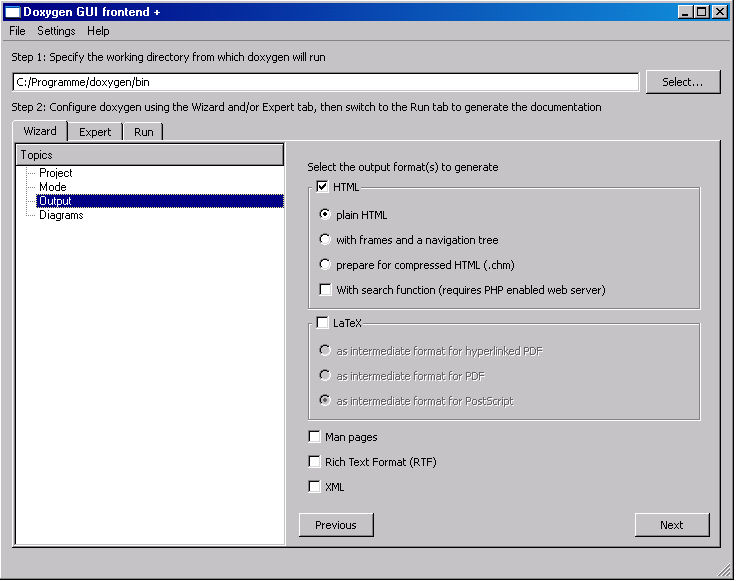 Doxygen GUI frontend +
File Settings Help
Step 1: Specify the working directory from which doxygen will run
C:/Programme/doxygen/bin
Select...
Step 2: Configure doxygen using the Wizard and/or Expert tab, then switch to the Run tab to generate the documentation
Wizard Expert Run
Topics
Project
Mode
Output
Diagrams
Select the output format(s) to generate
HTML
plain HTML
with frames and a navigation tree
prepare for compressed HTML (.chm)
With search function (requires PHP enabled web server)
LaTeX
as intermediate format for hyperlinked PDF
as intermediate format for PDF
as intermediate format for PostScript
Man pages
Rich Text Format (RTF)
XML
Previous
Next